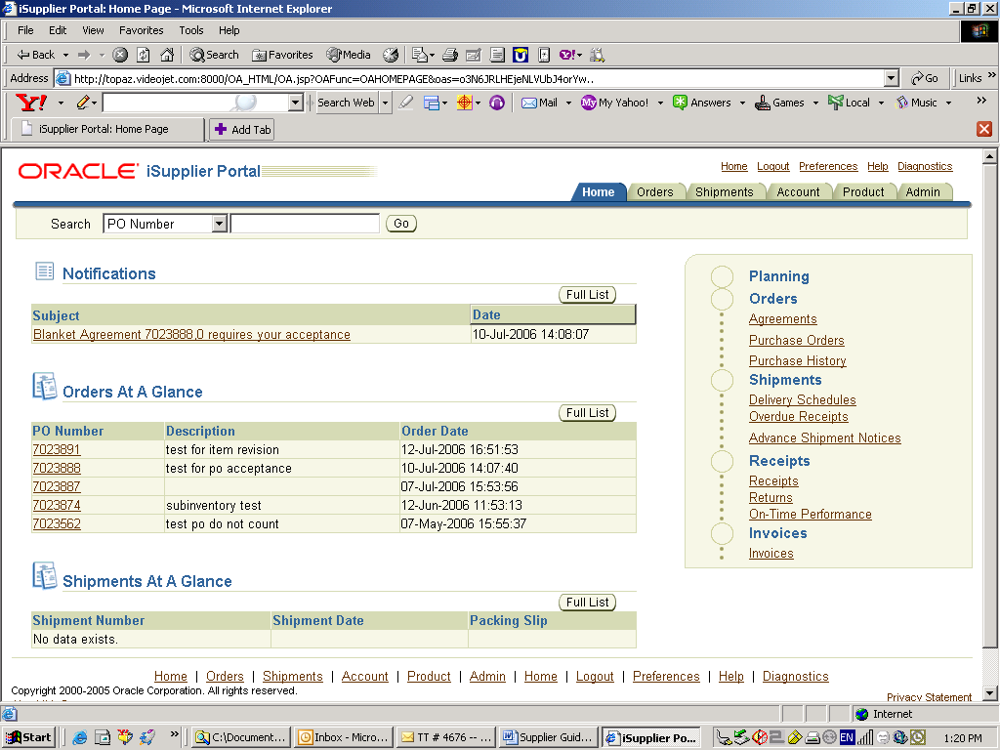 iSupplier Portal: Home Page - Microsoft Internet Explorer
File Edit View Favorites Tools Help
Back Search Favorites Media
Address http://topaz.videojet.com:8000/OA_HTML/OA.jsp?OAFunc=OAHOMEPAGE&oas=o3N6JRLHEjeNLVUbJ4orYw.. Go Links »
Y! Search Web Mail My Yahoo! Answers Games Local Music »
iSupplier Portal: Home Page Add Tab
Home Logout Preferences Help Diagnostics
ORACLE iSupplier Portal
Home Orders Shipments Account Product Admin
Search PO Number Go
Notifications
Full List
Subject Date
Blanket Agreement 7023888,0 requires your acceptance 10-Jul-2006 14:08:07
Orders At A Glance
Full List
PO Number Description Order Date
7023891 test for item revision 12-Jul-2006 16:51:53
7023888 test for po acceptance 10-Jul-2006 14:07:40
7023887 07-Jul-2006 15:53:56
7023874 subinventory test 12-Jun-2006 11:53:13
7023562 test po do not count 07-May-2006 15:55:37
Shipments At A Glance
Full List
Shipment Number Shipment Date Packing Slip
No data exists.
Planning
Orders
Agreements
Purchase Orders
Purchase History
Shipments
Delivery Schedules
Overdue Receipts
Advance Shipment Notices
Receipts
Receipts
Returns
On-Time Performance
Invoices
Invoices
Home | Orders | Shipments | Account | Product | Admin | Home | Logout | Preferences | Help | Diagnostics
Copyright 2000-2005 Oracle Corporation. All rights reserved.
Privacy Statement
Internet
Start » C:\Document... Inbox - Micro... TT # 4676 -- ... Supplier Guid... iSupplier Po... EN 1:20 PM